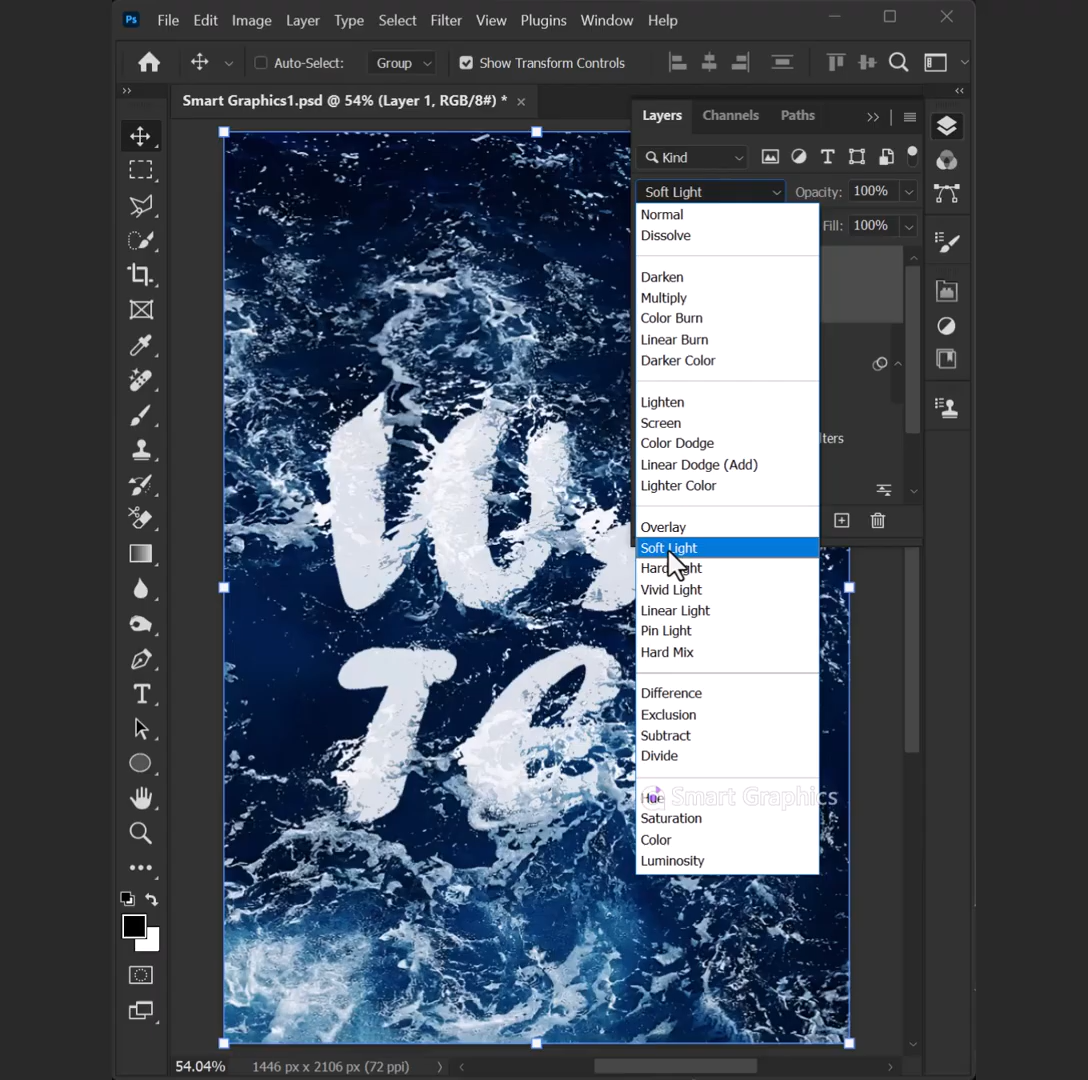 Ps File Edit Image Layer Type Select Filter View Plugins Window Help
Auto-Select: Group Show Transform Controls
Smart Graphics1.psd @ 54% (Layer 1, RGB/8#) *
Layers Channels Paths
Kind
Soft Light Opacity: 100%
Fill: 100%
Normal
Dissolve
Darken
Multiply
Color Burn
Linear Burn
Darker Color
Lighten
Screen
Color Dodge
Linear Dodge (Add)
Lighter Color
Overlay
Soft Light
Hard Light
Vivid Light
Linear Light
Pin Light
Hard Mix
Difference
Exclusion
Subtract
Divide
Hue
Smart Graphics
Saturation
Color
Luminosity
Te
54.04% 1446 px x 2106 px (72 ppi)